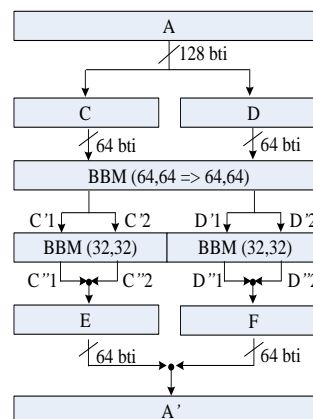 A
128 bti
C D
64 bti 64 bti
BBM (64,64 => 64,64)
C'1 C'2 D'1 D'2
BBM (32,32) BBM (32,32)
C"1 C"2 D"1 D"2
E F
64 bti 64 bti
A'